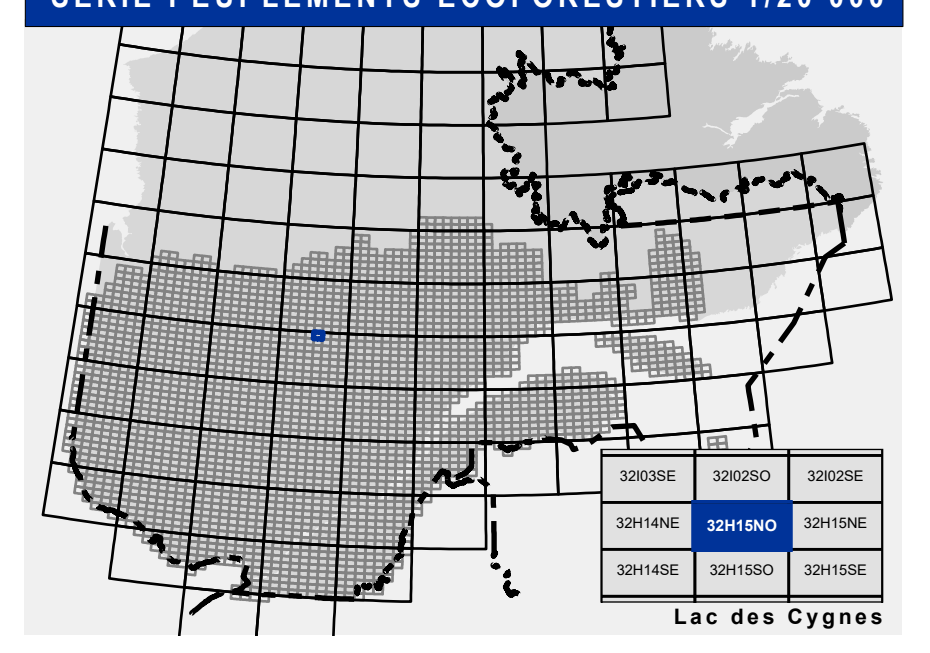 SÉRIE PEUPLEMENTS ÉCOFORESTIERS 1/20 000
32I03SE 32I02SO 32I02SE
32H14NE 32H15NO 32H15NE
32H14SE 32H15SO 32H15SE
Lac des Cygnes